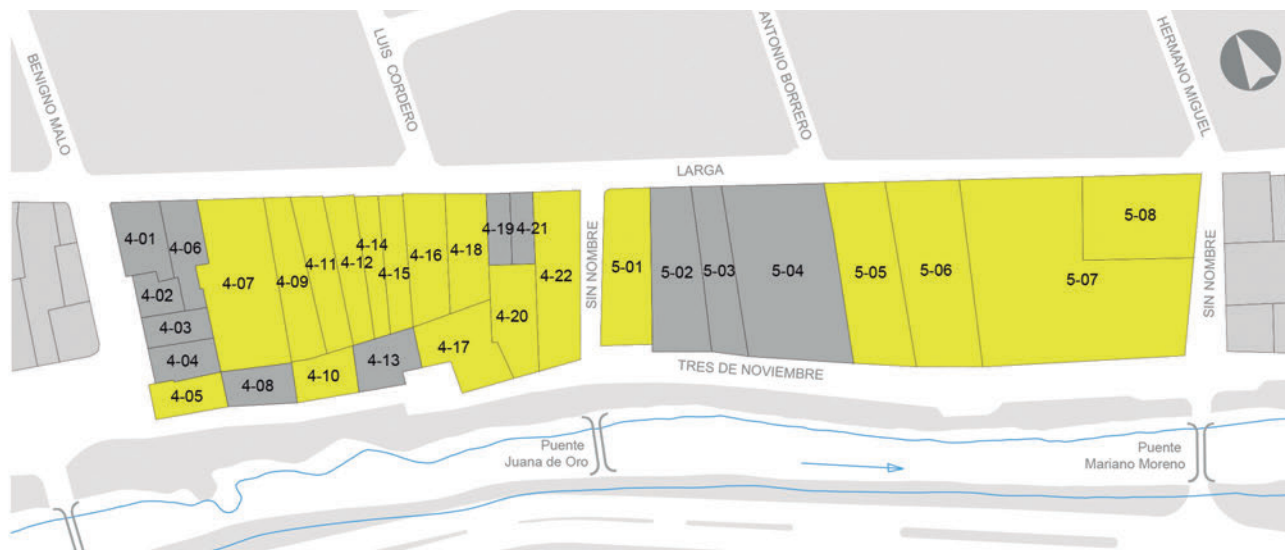 BENIGNO MALO
LUIS CORDERO
ANTONIO BORRERO
HERMANO MIGUEL
LARGA
4-01
4-06
4-02
4-03
4-04
4-05
4-07
4-08
4-09
4-10
4-11
4-12
4-13
4-14
4-15
4-16
4-17
4-18
4-19
4-21
4-20
4-22
SIN NOMBRE
5-01
5-02
5-03
5-04
5-05
5-06
5-07
5-08
SIN NOMBRE
TRES DE NOVIEMBRE
Puente
Juana de Oro
Puente
Mariano Moreno